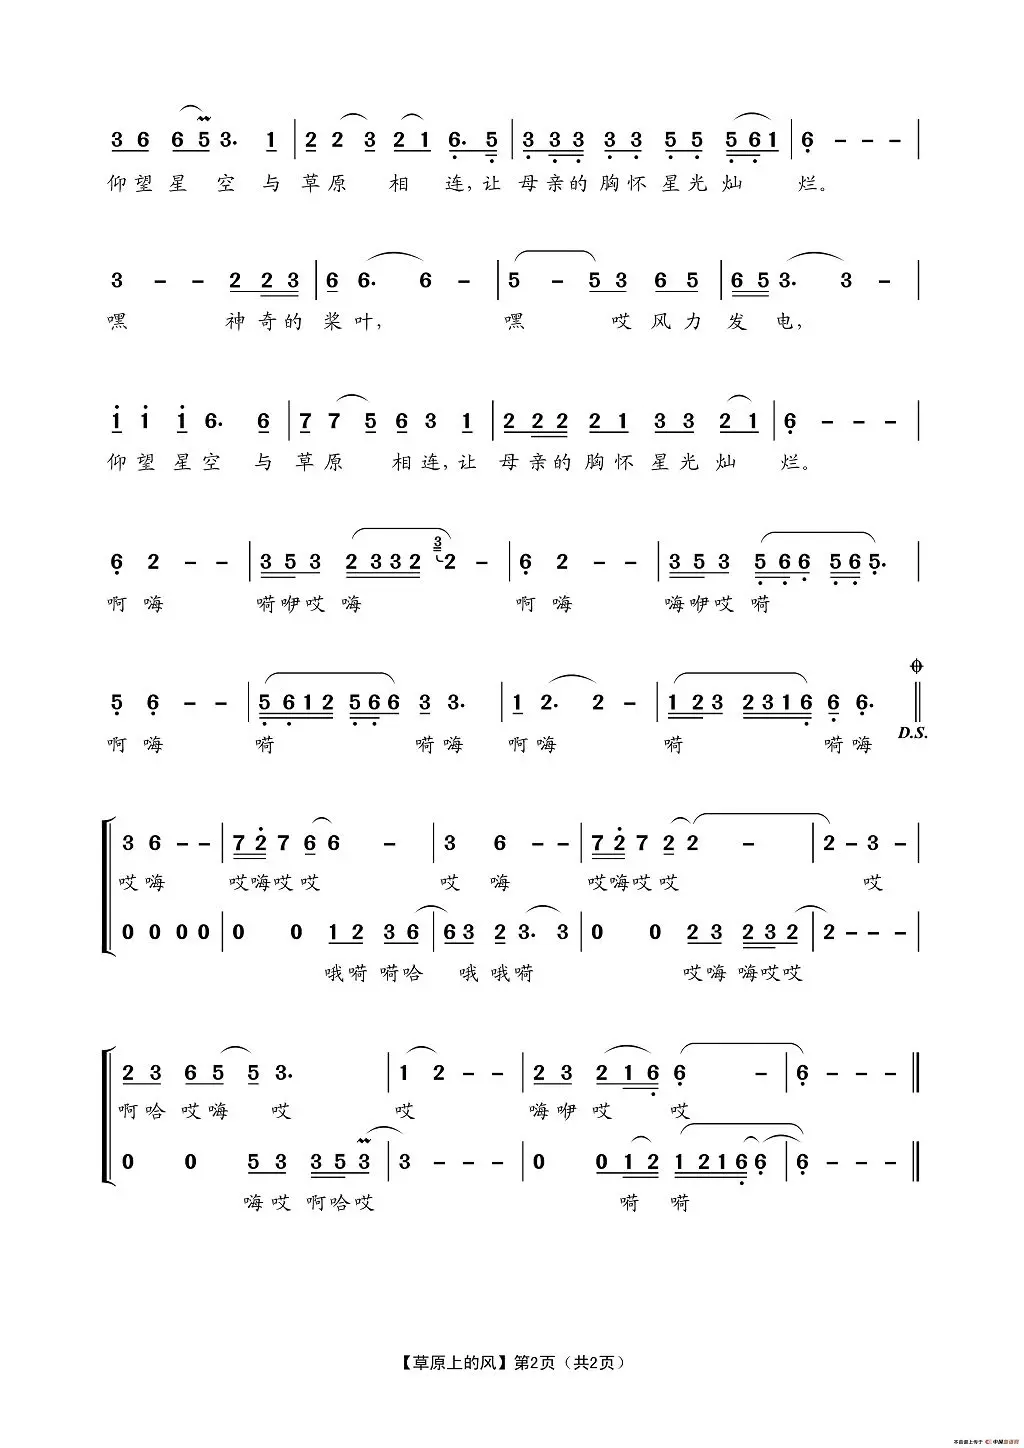 3 6 6 5 3. 1 | 2 2 3 2 1 6. 5 | 3 3 3 3 3 5 5 5 6 1 | 6 - - - |
仰望星 空 与 草原 相 连,让 母亲的胸怀星光灿 烂。
3 - - 2 2 3 | 6 6. 6 - | 5 - 5 3 6 5 | 6 5 3. 3 - |
嘿 神奇的桨叶, 嘿 哎风力发 电,
1 1 1 6. 6 | 7 7 5 6 3 1 | 2 2 2 2 1 3 3 2 1 | 6 - - - |
仰望星空 与 草原 相连,让 母亲的胸怀星光灿 烂。
6 2 - - | 3 5 3 2 3 3 2 3 2 - | 6 2 - - | 3 5 3 5 6 6 5 6 5. |
啊嗨 嗬咿哎嗨 啊嗨 嗨咿哎嗬
5 6 - - | 5 6 1 2 5 6 6 3 3. | 1 2. 2 - | 1 2 3 2 3 1 6 6 6. ‖
D.S.
啊嗨 嗬 嗬嗨 啊嗨 嗬 嗬嗨
3 6 - - | 7 2 7 6 6 - | 3 6 - - | 7 2 7 2 2 - | 2 - 3 - |
哎嗨 哎嗨哎哎 哎 嗨 哎嗨哎哎 哎
0 0 0 0 | 0 0 1 2 3 6 | 6 3 2 3. 3 | 0 0 2 3 2 3 2 | 2 - - - |
哦嗬 嗬哈 哦 哦嗬 哎嗨 嗨哎哎
2 3 6 5 5 3. | 1 2 - - | 2 3 2 1 6 6 - | 6 - - - ‖
啊哈 哎嗨 哎 哎 嗨咿哎 哎
0 0 5 3 3 5 3 | 3 - - - | 0 0 1 2 1 2 1 6 6 | 6 - - - ‖
嗨哎 啊哈哎 嗬 嗬
【草原上的风】第2页（共2页）